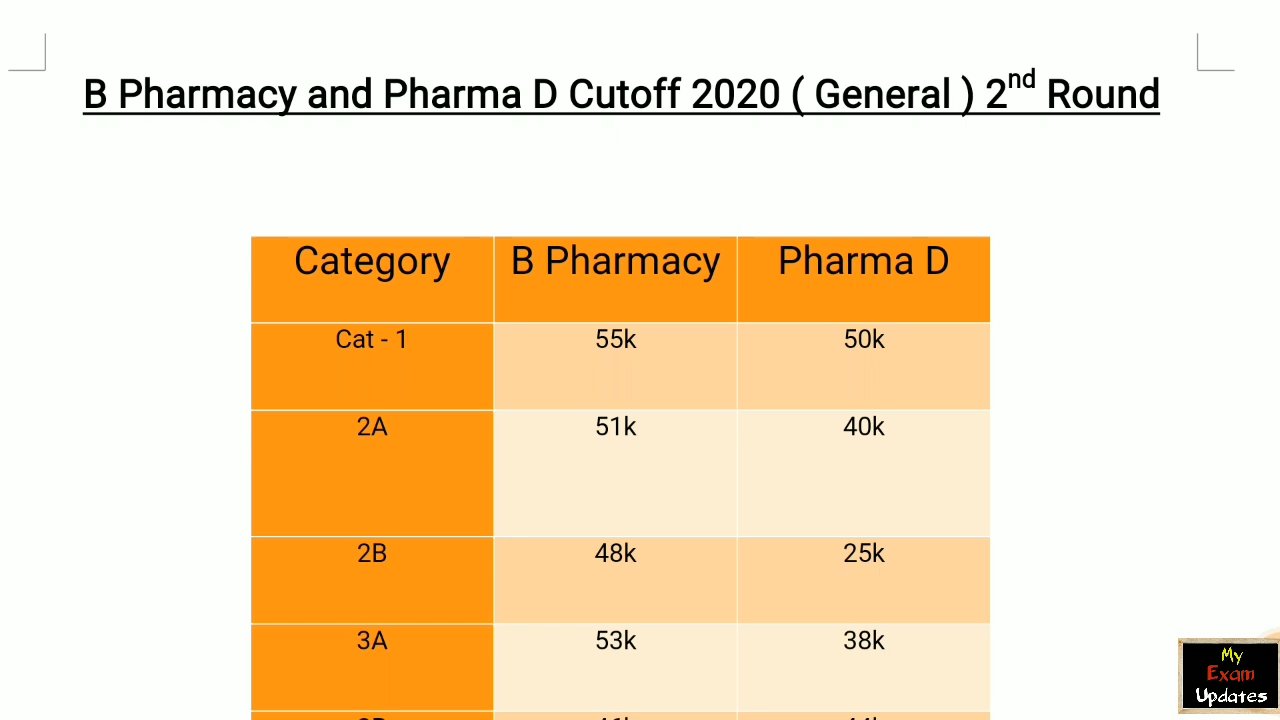 B Pharmacy and Pharma D Cutoff 2020 ( General ) 2nd Round
Category B Pharmacy Pharma D
Cat - 1 55k 50k
2A 51k 40k
2B 48k 25k
3A 53k 38k
My
Exam
Updates